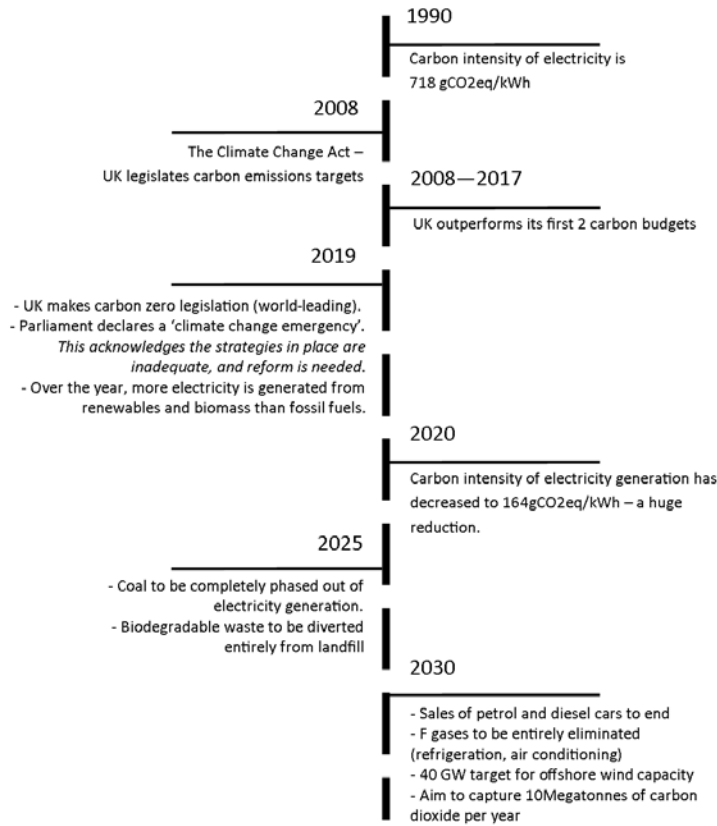 1990
Carbon intensity of electricity is
718 gCO2eq/kWh
2008
The Climate Change Act –
UK legislates carbon emissions targets
2008—2017
UK outperforms its first 2 carbon budgets
2019
- UK makes carbon zero legislation (world-leading).
- Parliament declares a ‘climate change emergency’.
This acknowledges the strategies in place are
inadequate, and reform is needed.
- Over the year, more electricity is generated from
renewables and biomass than fossil fuels.
2020
Carbon intensity of electricity generation has
decreased to 164gCO2eq/kWh – a huge
reduction.
2025
- Coal to be completely phased out of
electricity generation.
- Biodegradable waste to be diverted
entirely from landfill
2030
- Sales of petrol and diesel cars to end
- F gases to be entirely eliminated
(refrigeration, air conditioning)
- 40 GW target for offshore wind capacity
- Aim to capture 10Megatonnes of carbon
dioxide per year